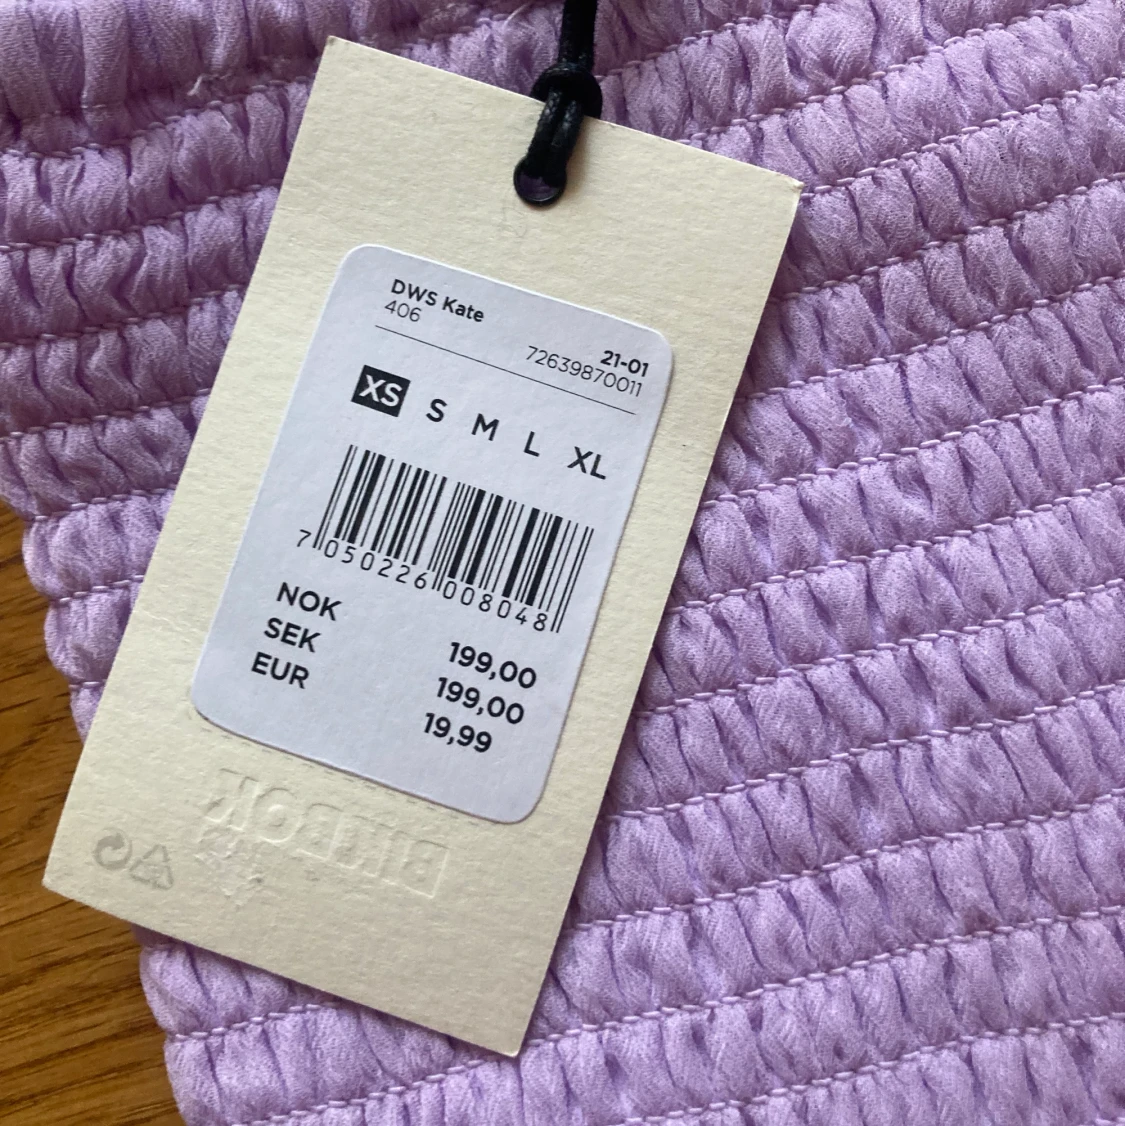 DWS Kate
406
21-01
72639870011
XS S M L XL
7 050226 008048
NOK 199,00
SEK 199,00
EUR 19,99
BIKBOK